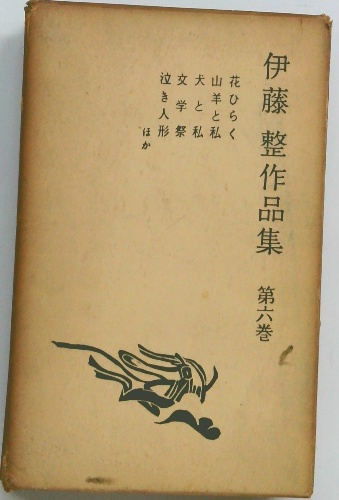 伊藤整作品集 第六巻
花ひらく
山羊と私
犬と私
文学祭
泣き人形
ほか